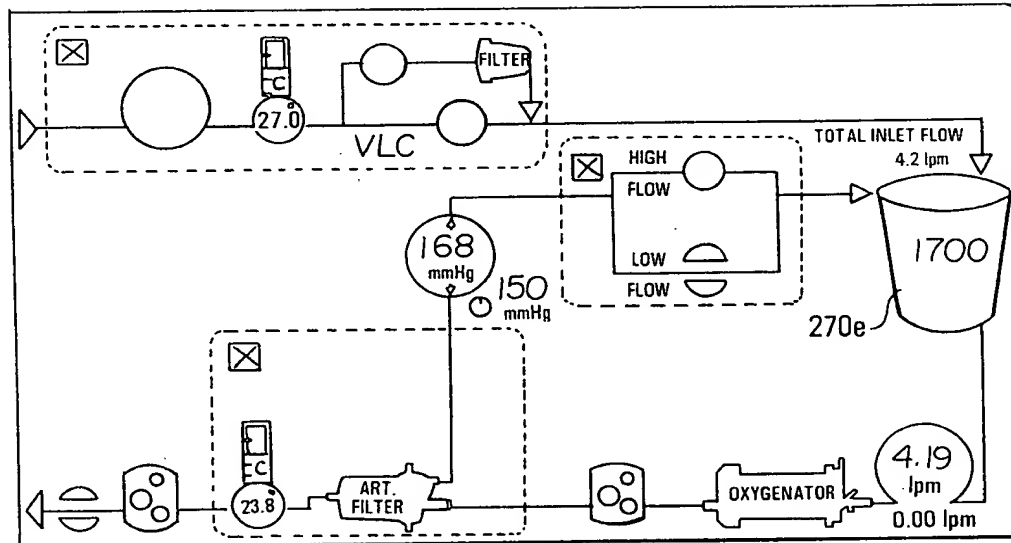 FILTER
C
27.0°
VLC
TOTAL INLET FLOW
4.2 lpm
HIGH
FLOW
LOW
FLOW
168
mmHg
150
mmHg
1700
270e
C
23.8°
ART.
FILTER
OXYGENATOR
4.19
lpm
0.00 lpm